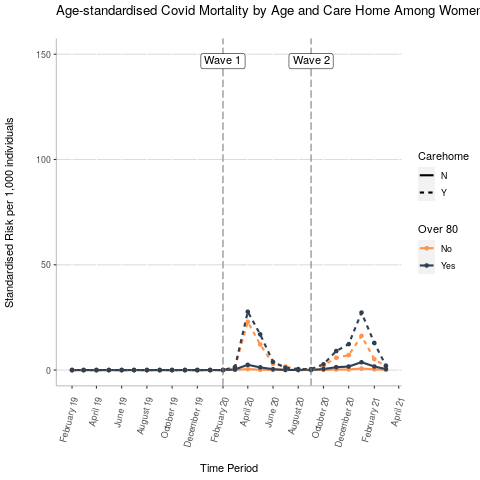 Age-standardised Covid Mortality by Age and Care Home Among Women
150
100
50
0
Wave 1
Wave 2
Standardised Risk per 1,000 individuals
February 19
April 19
June 19
August 19
October 19
December 19
February 20
April 20
June 20
August 20
October 20
December 20
February 21
April 21
Time Period
Carehome
N
Y
Over 80
No
Yes